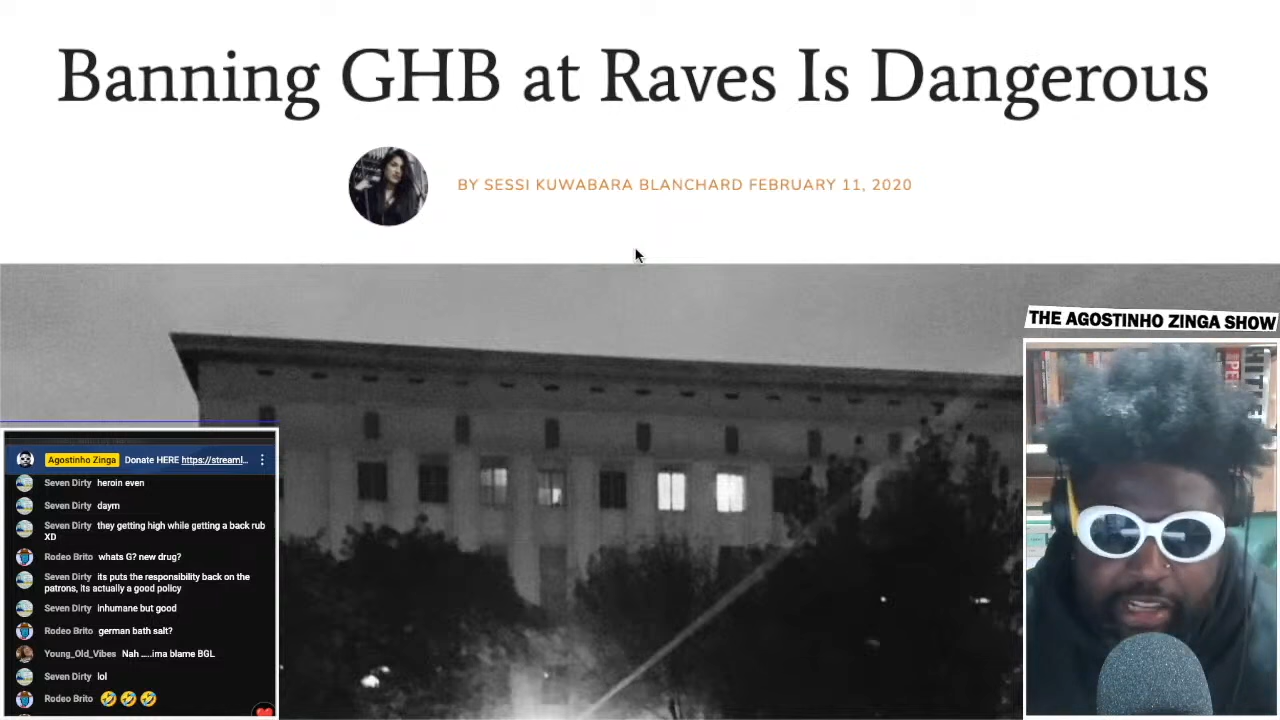 Banning GHB at Raves Is Dangerous
BY SESSI KUWABARA BLANCHARD FEBRUARY 11, 2020
THE AGOSTINHO ZINGA SHOW
Agostinho Zinga Donate HERE https://streaml...
Seven Dirty heroin even
Seven Dirty daym
Seven Dirty they getting high while getting a back rub
XD
Rodeo Brito whats G? new drug?
Seven Dirty its puts the responsibility back on the
patrons, its actually a good policy
Seven Dirty inhumane but good
Rodeo Brito german bath salt?
Young_Old_Vibes Nah .....ima blame BGL
Seven Dirty lol
Rodeo Brito 🤣🤣🤣